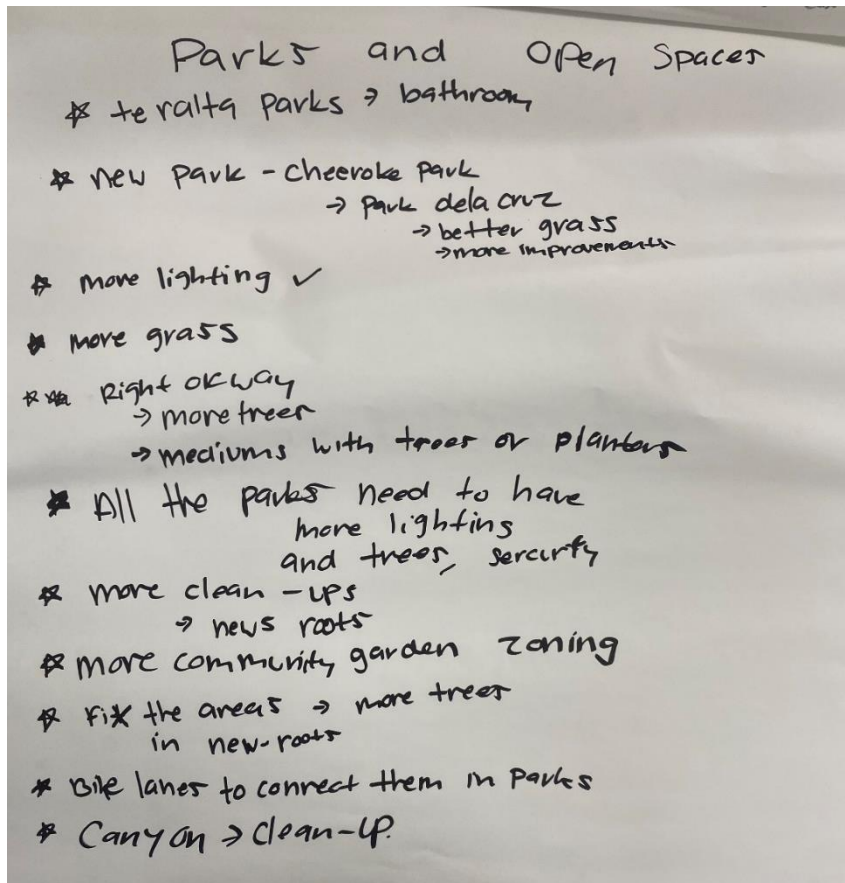 Parks and Open Spaces
☆ teralta parks → bathroom
☆ new park - cheeroke park
→ park dela cruz
→ better grass
→ more improvements
☆ more lighting ✓
☆ more grass
☆ Right of way
→ more trees
→ mediums with trees or planters
☆ All the parks need to have
more lighting
and trees, sercurty
☆ more clean-ups
→ news roots
☆ more community garden zoning
☆ Fix the areas → more trees
in new-roots
☆ Bike lanes to connect them in parks
☆ Canyon → clean-up.